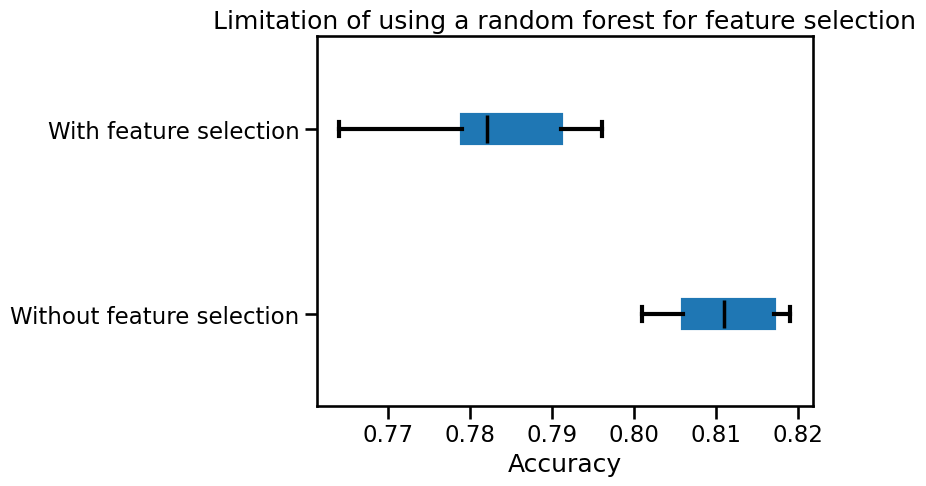 Limitation of using a random forest for feature selection
With feature selection
Without feature selection
0.77 0.78 0.79 0.80 0.81 0.82
Accuracy